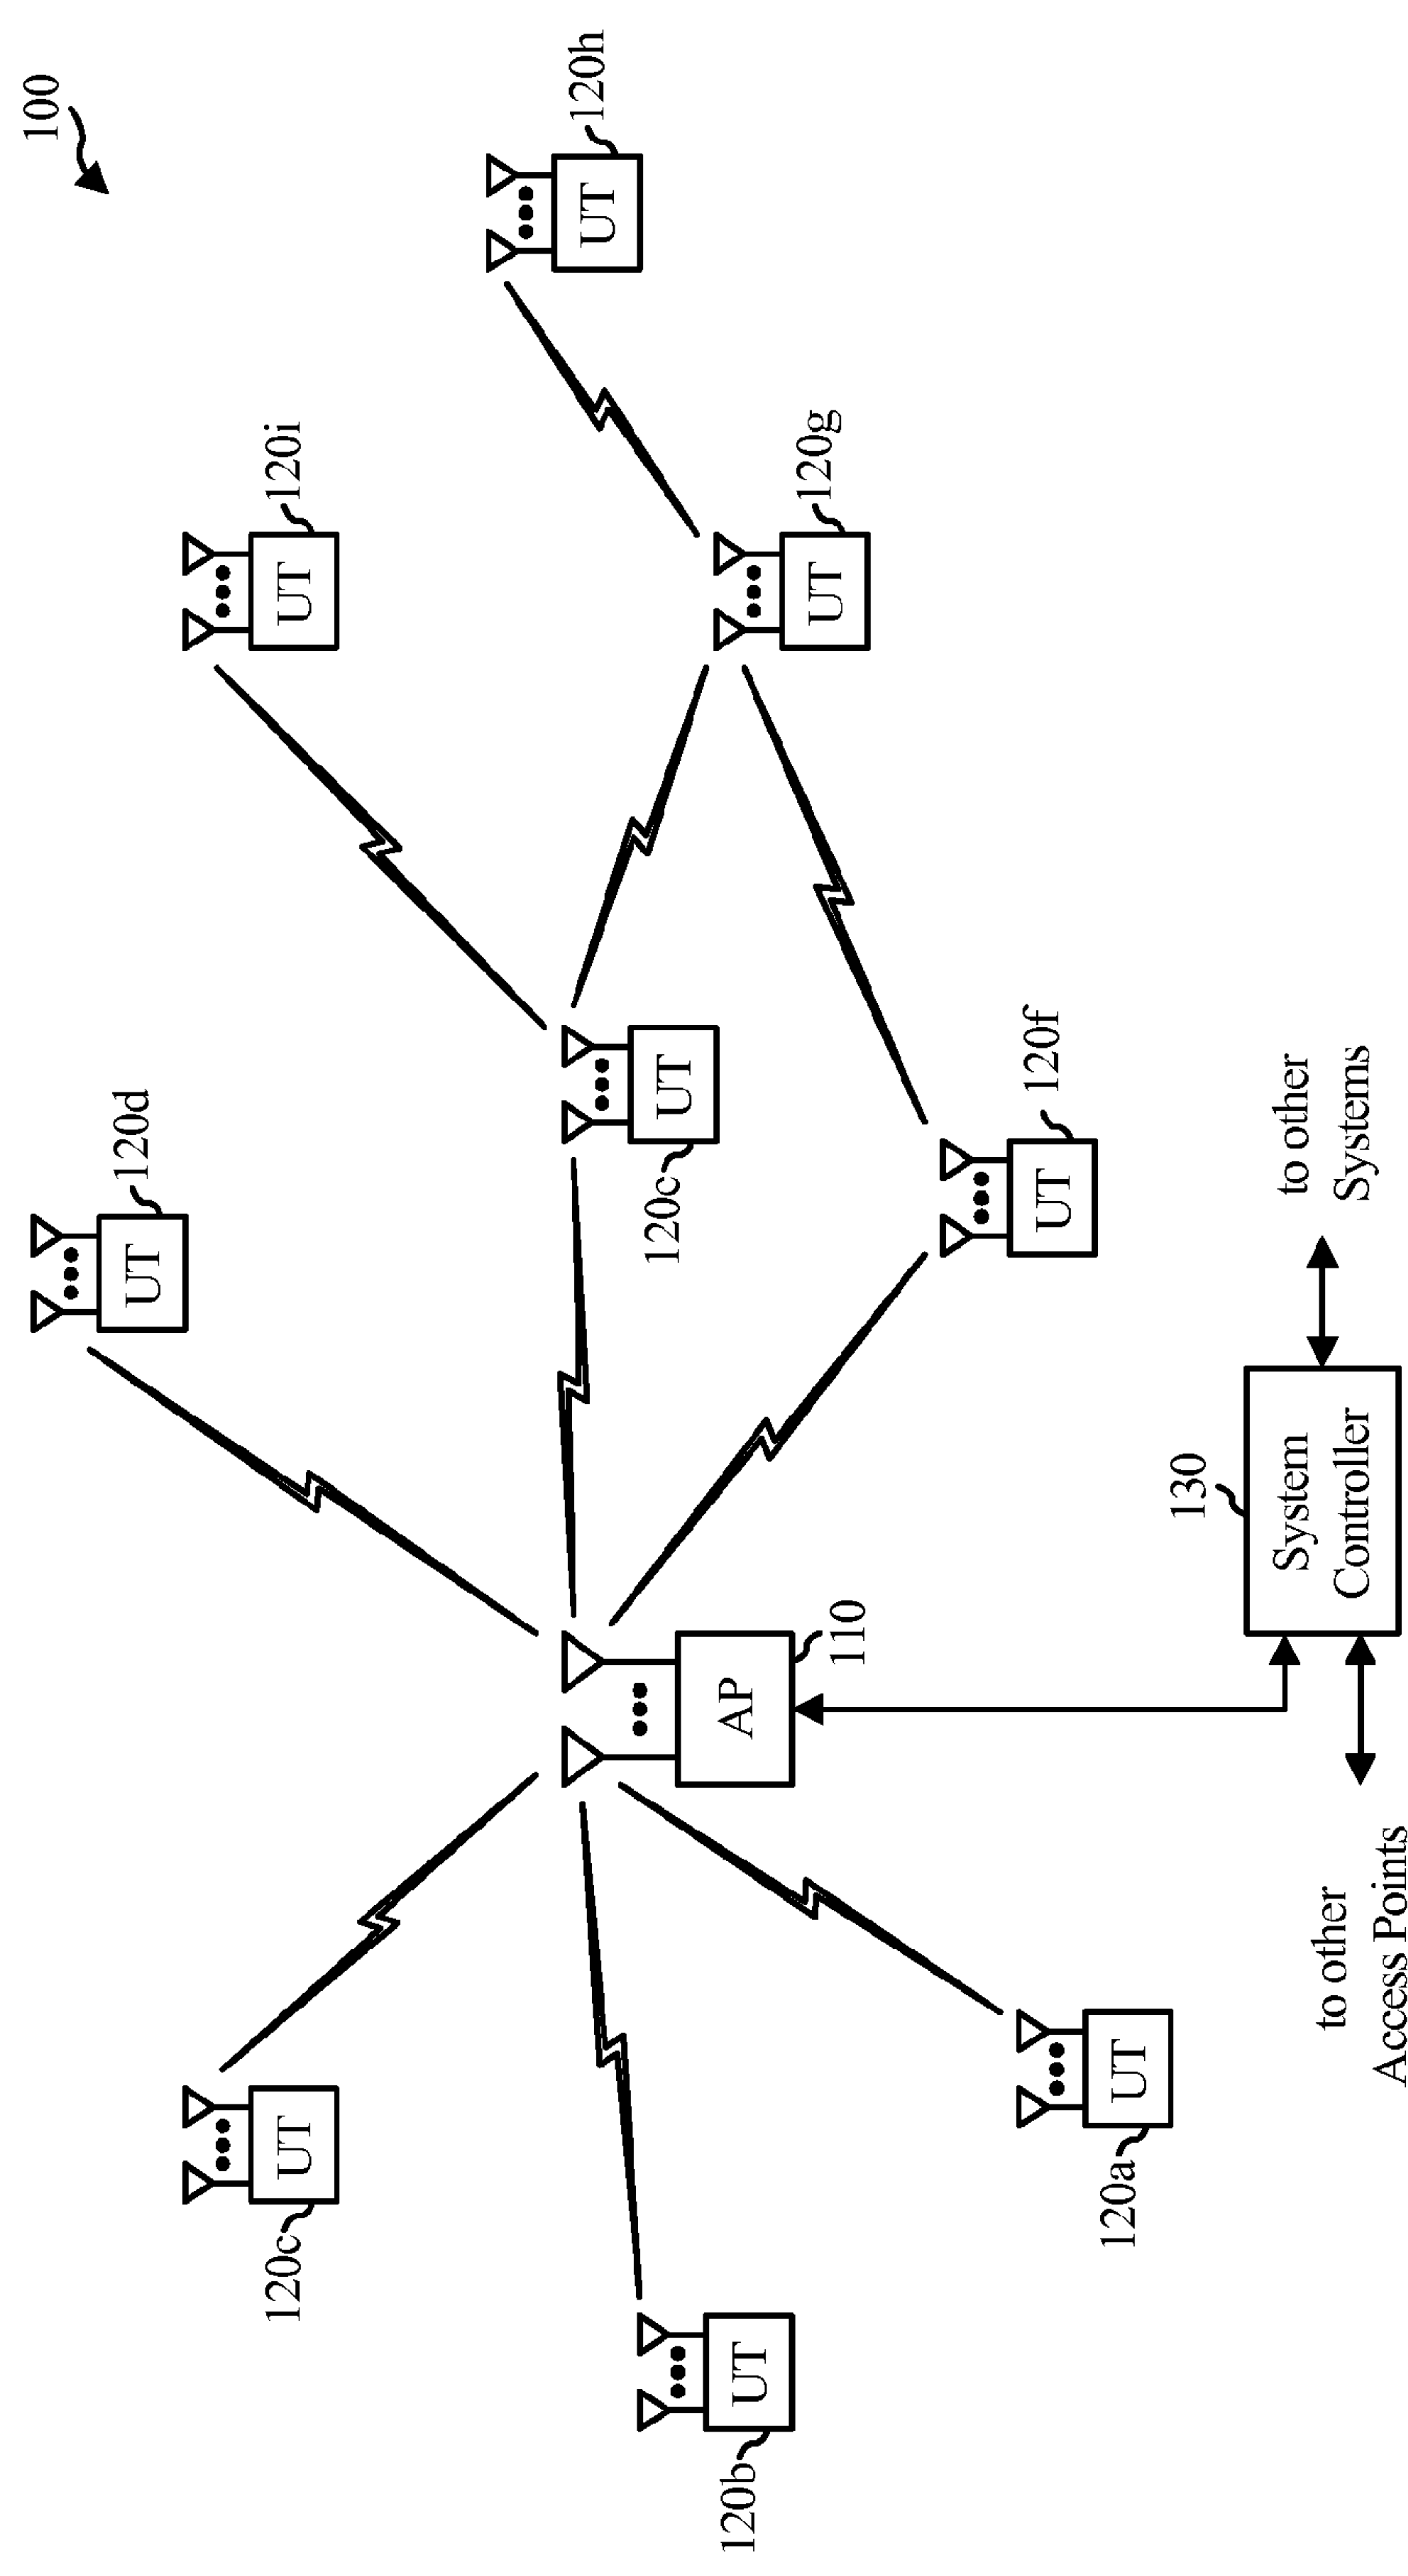 100
120d
UT
120c
UT
UT
120i
UT
120h
120c
UT
120b
UT
AP
110
UT
120g
UT
120f
120a
UT
130
System
Controller
to other
Systems
to other
Access Points